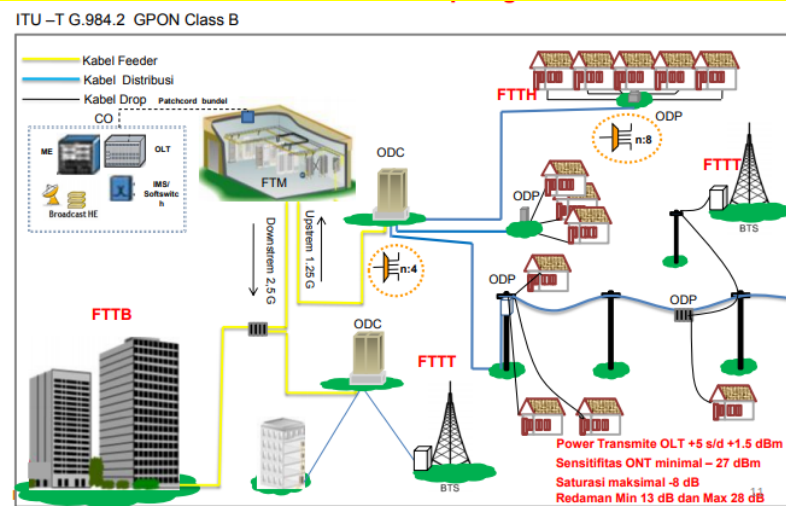 ITU –T G.984.2 GPON Class B
Kabel Feeder
Kabel Distribusi
Kabel Drop
Patchcord bundel
CO
ME
OLT
IMS/
Softswitc
h
Broadcast HE
FTM
ODC
FTTH
ODP
n:8
FTTT
BTS
ODP
Downstrem 2,5 G
Upstrem 1.25 G
n:4
ODP
ODP
FTTB
ODC
FTTT
BTS
Power Transmite OLT +5 s/d +1.5 dBm
Sensitifitas ONT minimal – 27 dBm
Saturasi maksimal -8 dB
Redaman Min 13 dB dan Max 28 dB
11